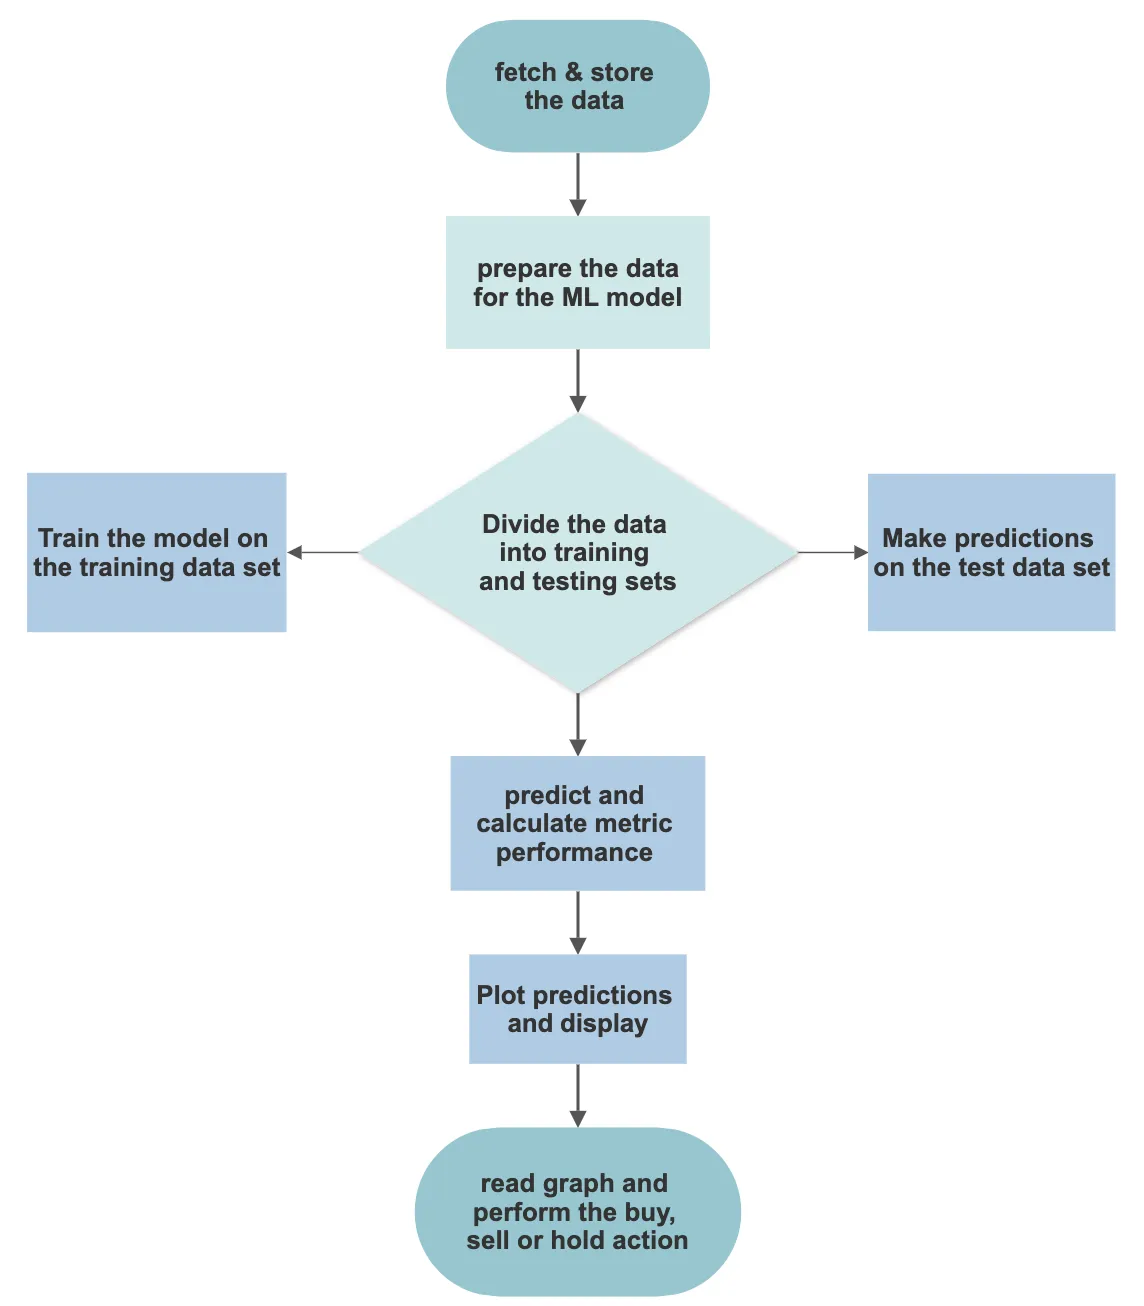 fetch & store
the data
prepare the data
for the ML model
Divide the data
into training
and testing sets
Train the model on
the training data set
Make predictions
on the test data set
predict and
calculate metric
performance
Plot predictions
and display
read graph and
perform the buy,
sell or hold action